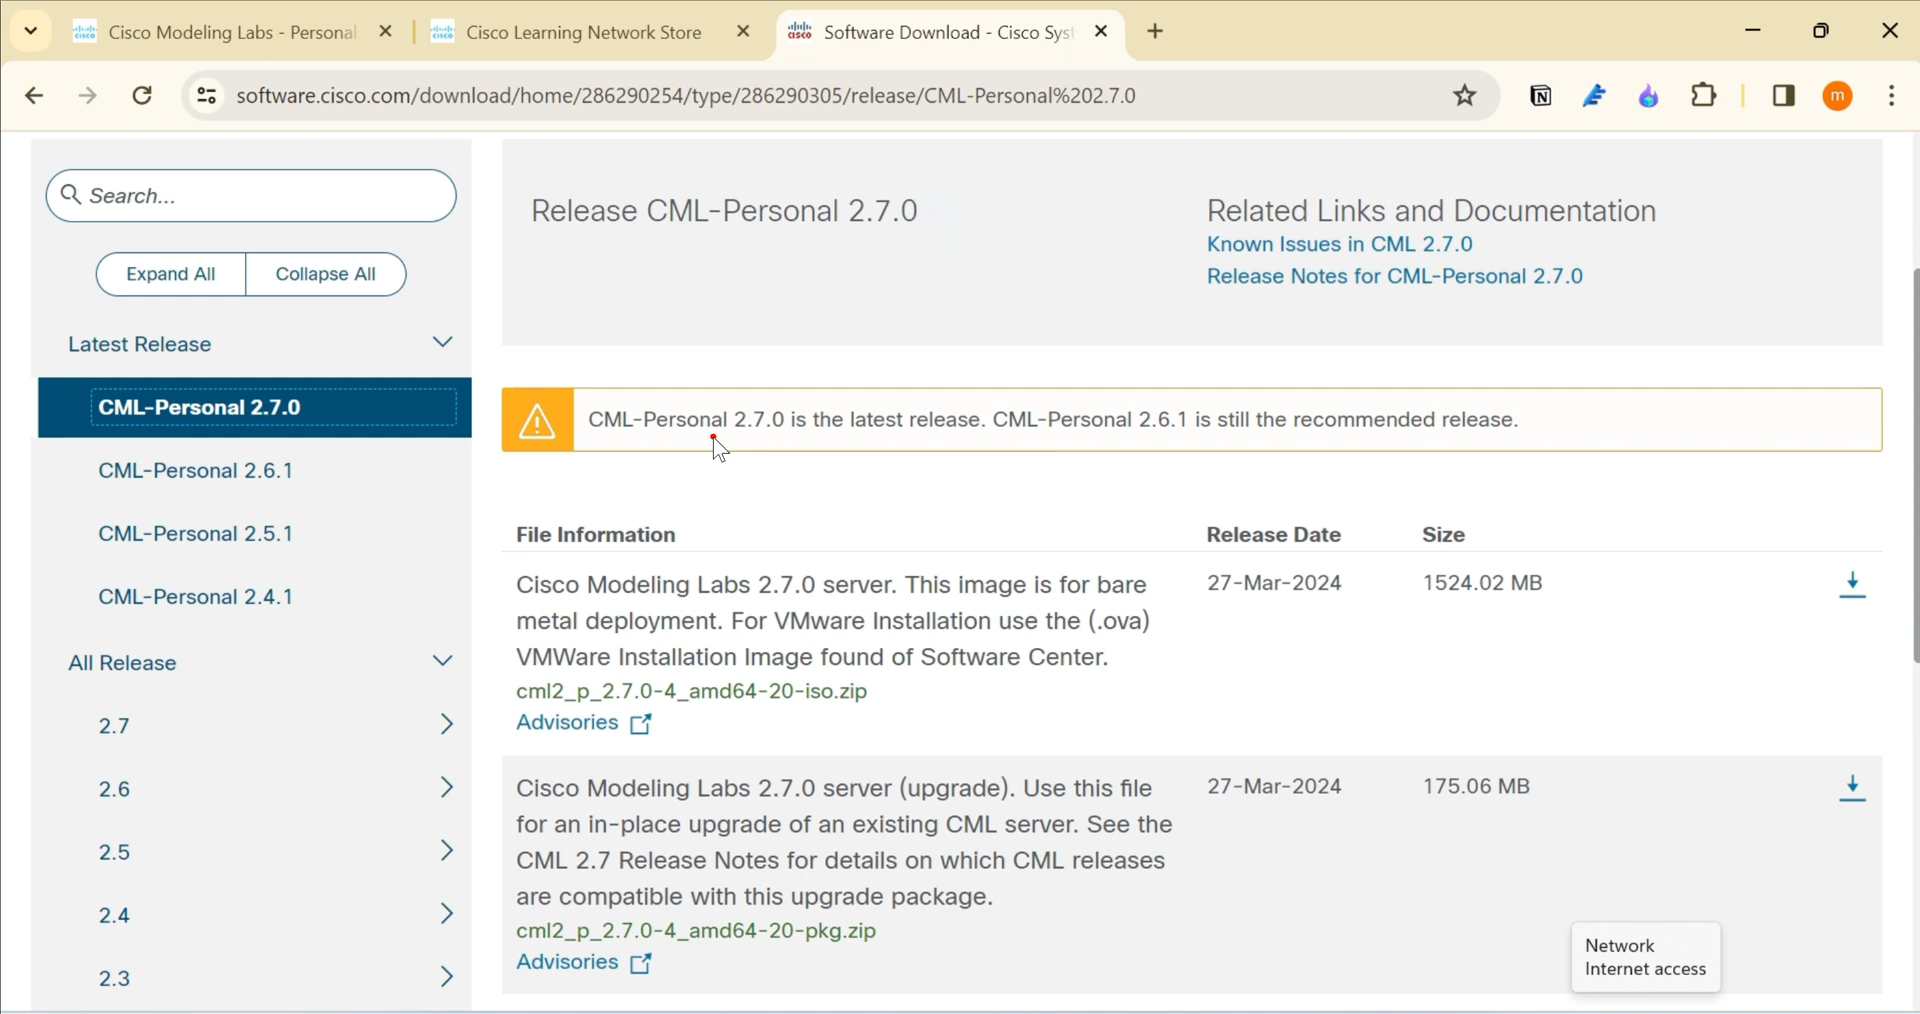 Cisco Modeling Labs - Personal
Cisco Learning Network Store
Software Download - Cisco Syst
software.cisco.com/download/home/286290254/type/286290305/release/CML-Personal%202.7.0
m
Search...
Expand All
Collapse All
Latest Release
CML-Personal 2.7.0
CML-Personal 2.6.1
CML-Personal 2.5.1
CML-Personal 2.4.1
All Release
2.7
2.6
2.5
2.4
2.3
Release CML-Personal 2.7.0
Related Links and Documentation
Known Issues in CML 2.7.0
Release Notes for CML-Personal 2.7.0
CML-Personal 2.7.0 is the latest release. CML-Personal 2.6.1 is still the recommended release.
File Information Release Date Size
Cisco Modeling Labs 2.7.0 server. This image is for bare 27-Mar-2024 1524.02 MB
metal deployment. For VMware Installation use the (.ova)
VMWare Installation Image found of Software Center.
cml2_p_2.7.0-4_amd64-20-iso.zip
Advisories
Cisco Modeling Labs 2.7.0 server (upgrade). Use this file 27-Mar-2024 175.06 MB
for an in-place upgrade of an existing CML server. See the
CML 2.7 Release Notes for details on which CML releases
are compatible with this upgrade package.
cml2_p_2.7.0-4_amd64-20-pkg.zip
Advisories
Network
Internet access